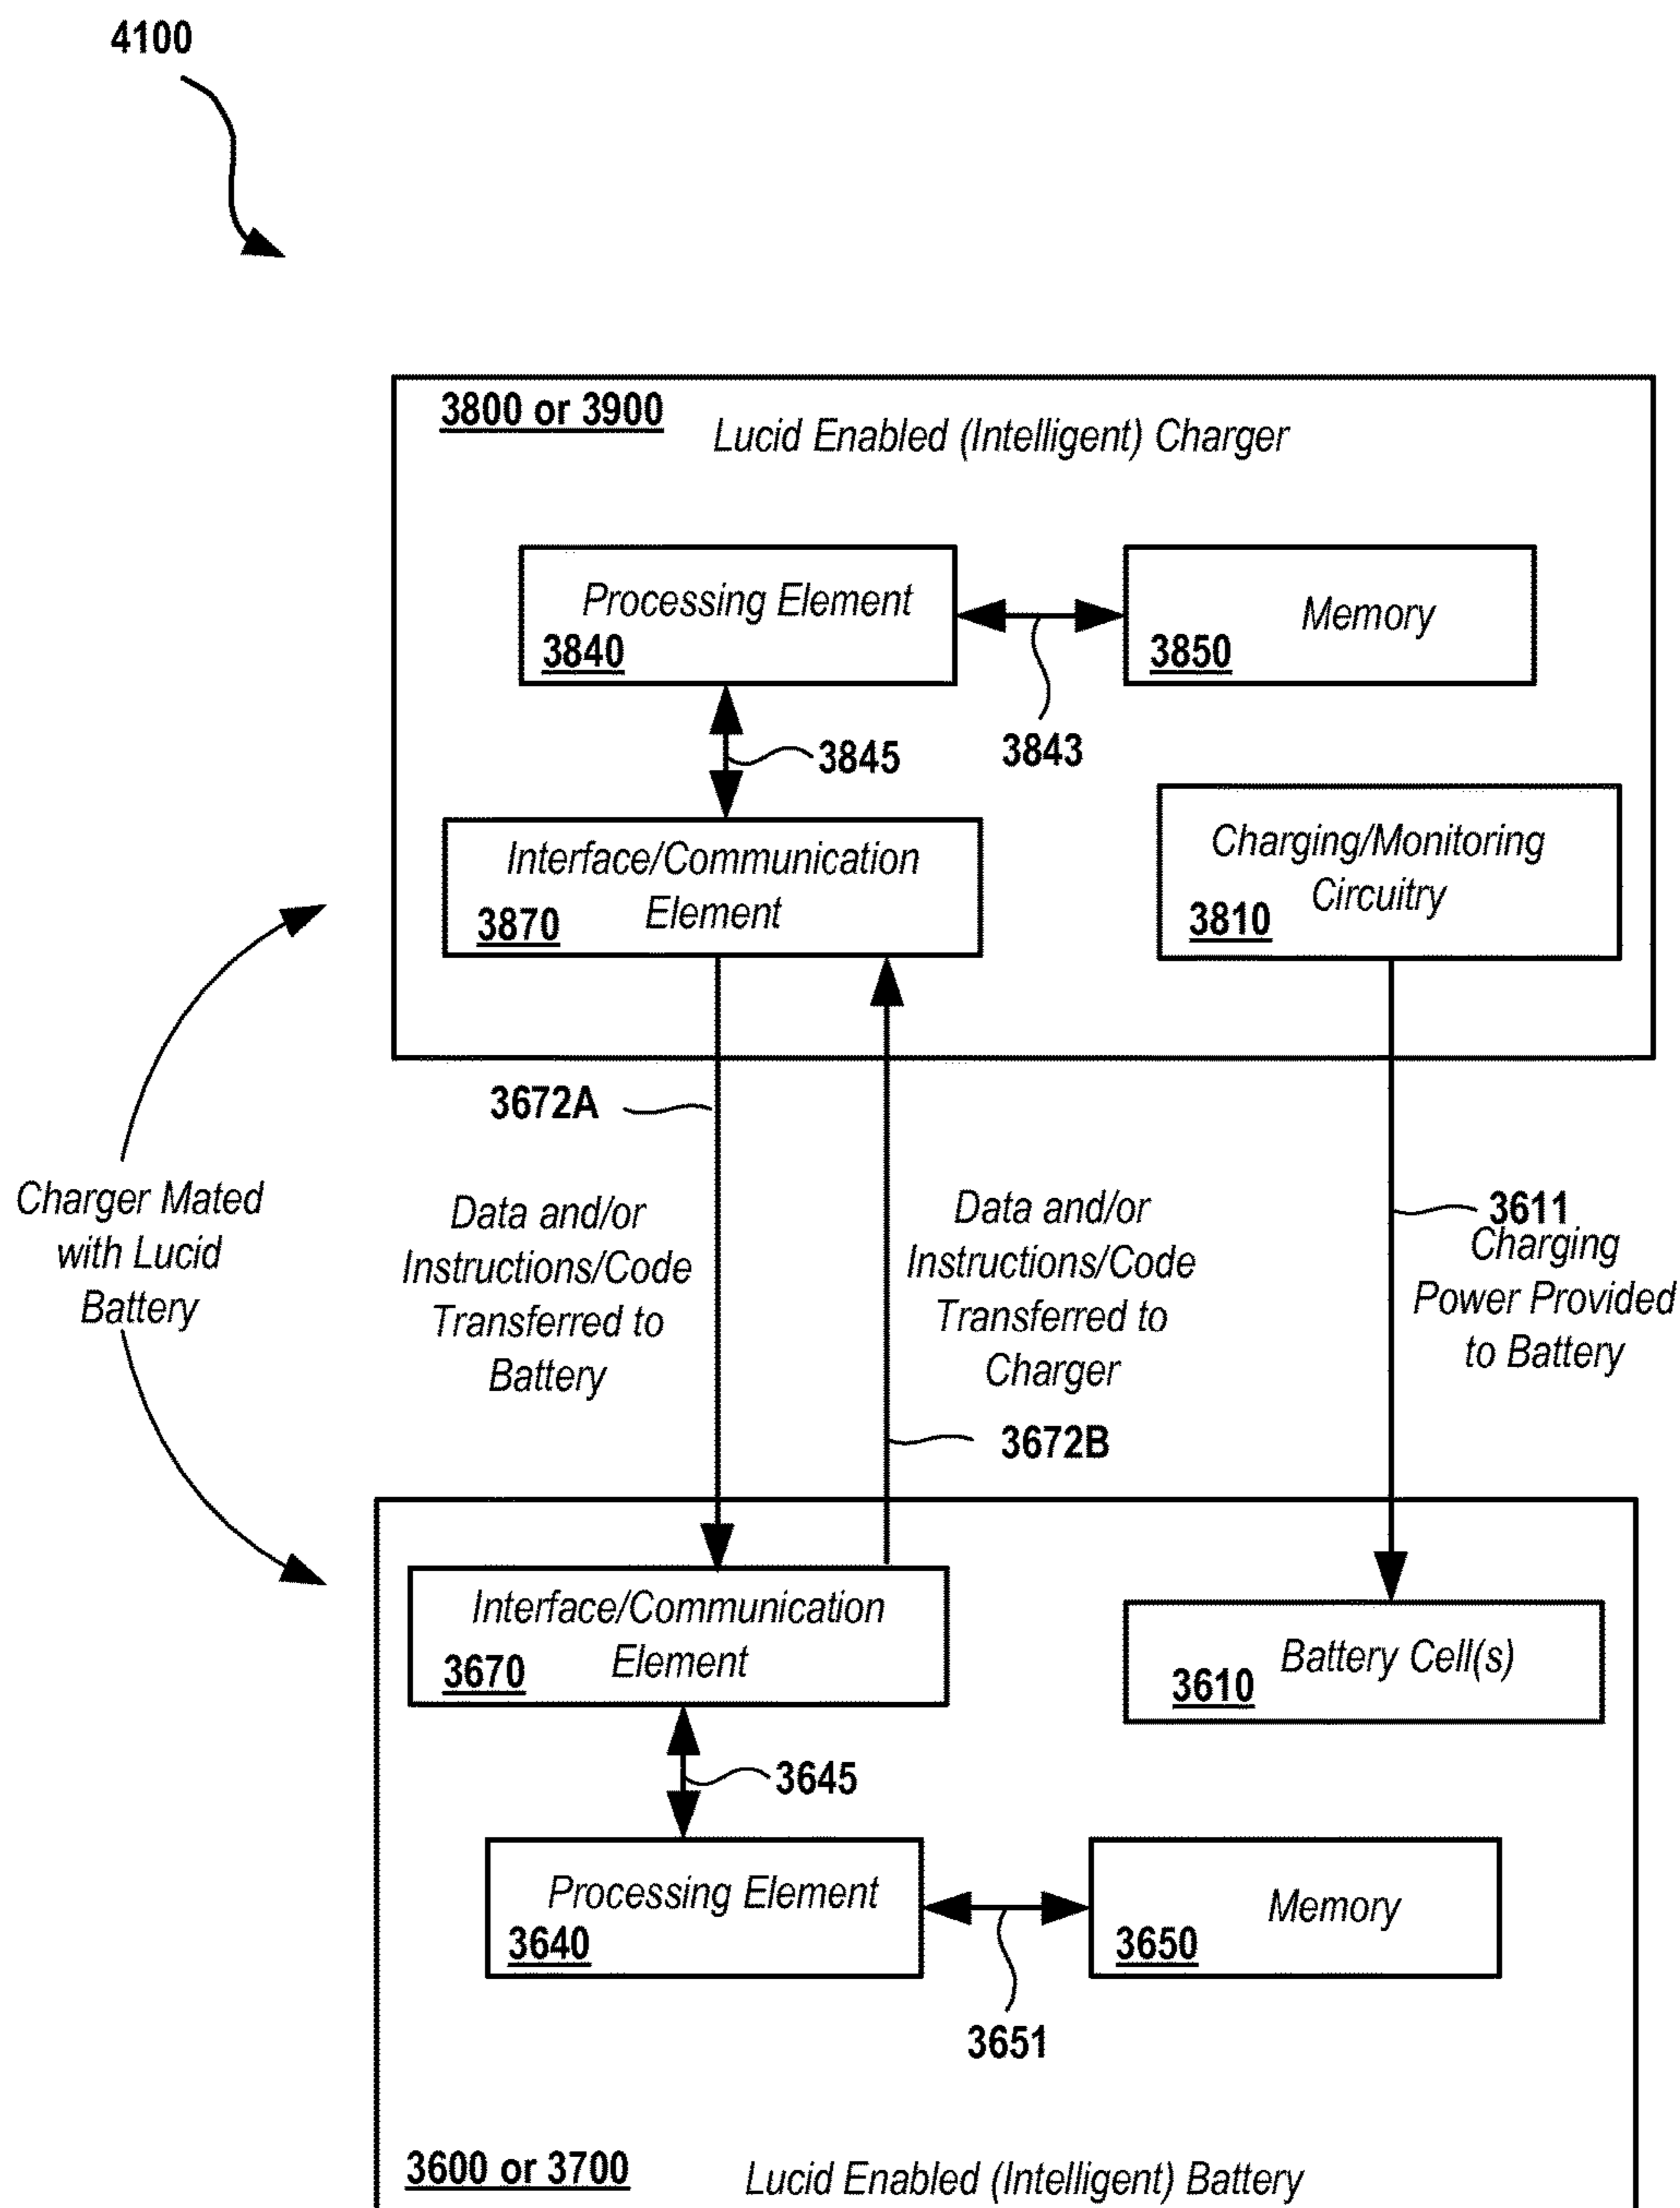 4100
3800 or 3900
Lucid Enabled (Intelligent) Charger
Processing Element
3840
Memory
3850
3843
3845
Interface/Communication
Element
3870
Charging/Monitoring
Circuitry
3810
3672A
Charger Mated
with Lucid
Battery
Data and/or
Instructions/Code
Transferred to
Battery
Data and/or
Instructions/Code
Transferred to
Charger
3672B
3611
Charging
Power Provided
to Battery
Interface/Communication
Element
3670
Battery Cell(s)
3610
3645
Processing Element
3640
Memory
3650
3651
3600 or 3700
Lucid Enabled (Intelligent) Battery